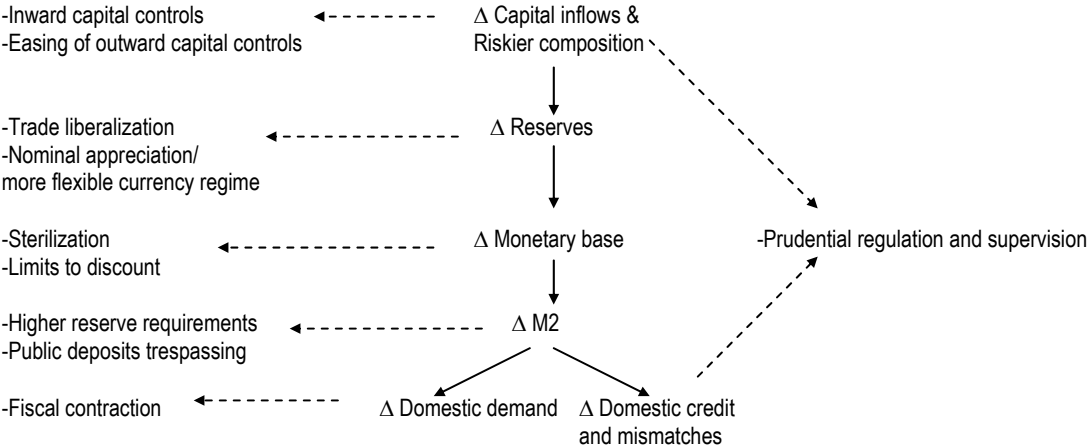 -Inward capital controls
-Easing of outward capital controls
∆ Capital inflows &
Riskier composition
-Trade liberalization
-Nominal appreciation/
more flexible currency regime
∆ Reserves
-Sterilization
-Limits to discount
∆ Monetary base
-Prudential regulation and supervision
-Higher reserve requirements
-Public deposits trespassing
∆ M2
-Fiscal contraction
∆ Domestic demand
∆ Domestic credit
and mismatches